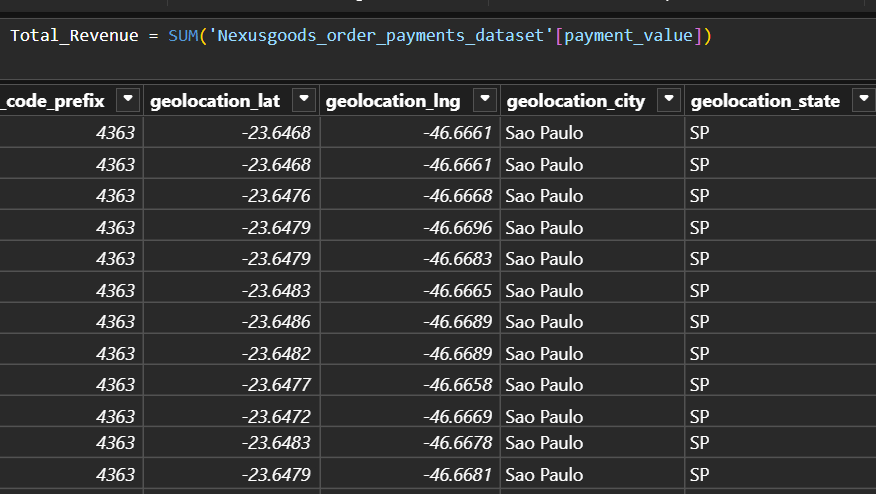 Total_Revenue = SUM('Nexusgoods_order_payments_dataset'[payment_value])
_code_prefix geolocation_lat geolocation_lng geolocation_city geolocation_state
4363 -23.6468 -46.6661 Sao Paulo SP
4363 -23.6468 -46.6661 Sao Paulo SP
4363 -23.6476 -46.6668 Sao Paulo SP
4363 -23.6479 -46.6696 Sao Paulo SP
4363 -23.6479 -46.6683 Sao Paulo SP
4363 -23.6483 -46.6665 Sao Paulo SP
4363 -23.6486 -46.6689 Sao Paulo SP
4363 -23.6482 -46.6689 Sao Paulo SP
4363 -23.6477 -46.6658 Sao Paulo SP
4363 -23.6472 -46.6669 Sao Paulo SP
4363 -23.6483 -46.6678 Sao Paulo SP
4363 -23.6479 -46.6681 Sao Paulo SP